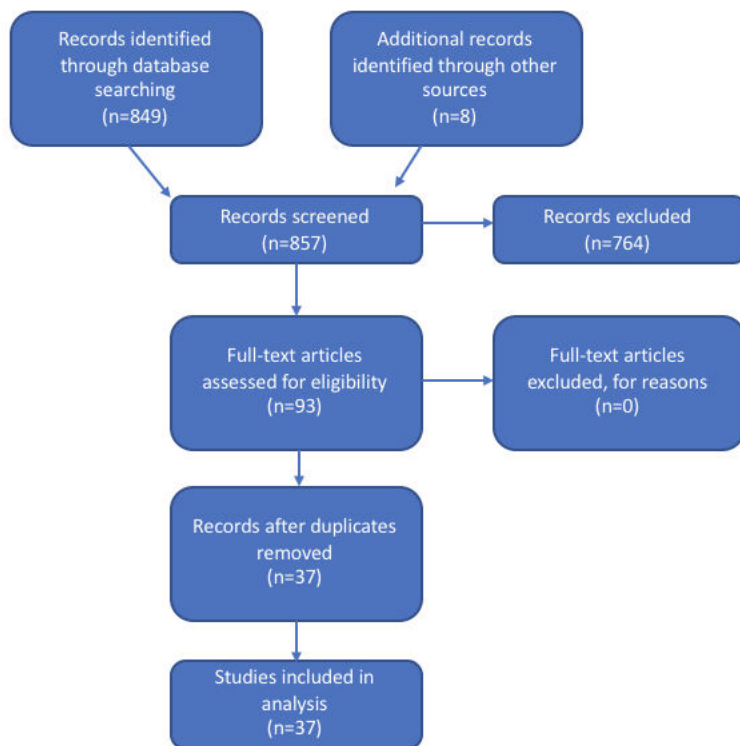 Records identified
through database
searching
(n=849)
Additional records
identified through other
sources
(n=8)
Records screened
(n=857)
Records excluded
(n=764)
Full-text articles
assessed for eligibility
(n=93)
Full-text articles
excluded, for reasons
(n=0)
Records after duplicates
removed
(n=37)
Studies included in
analysis
(n=37)